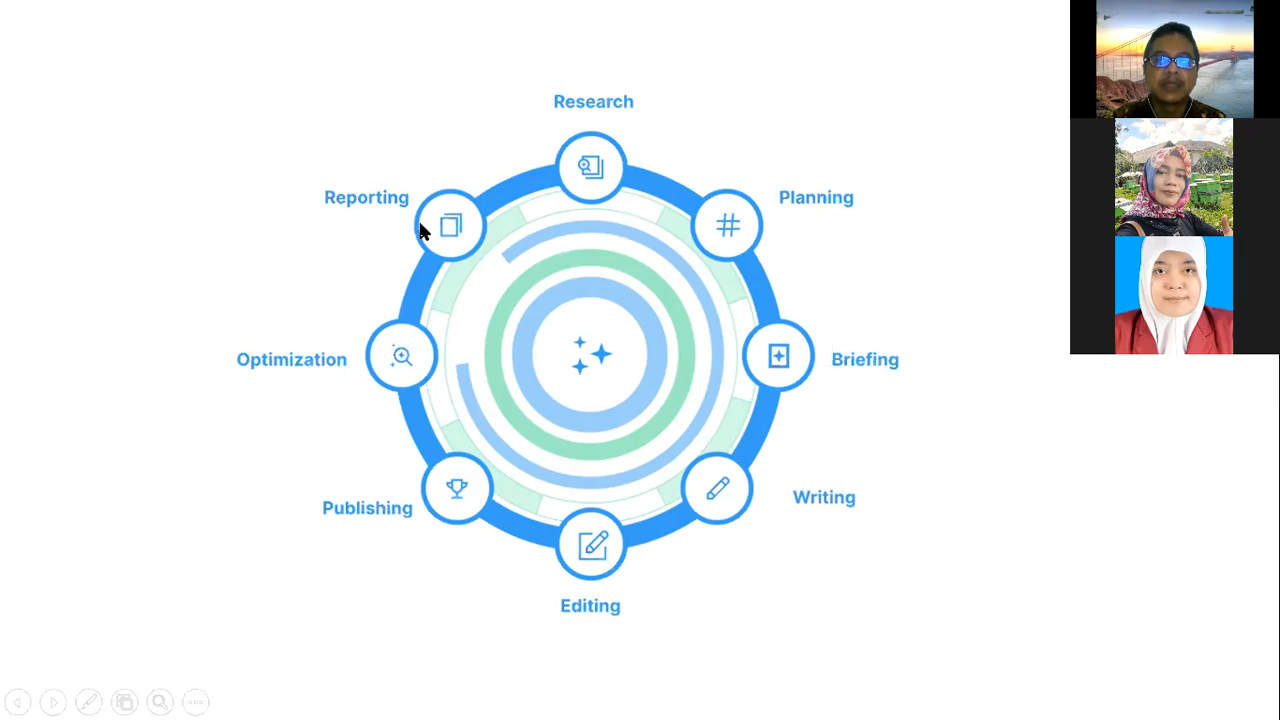 Research
Reporting
Planning
Optimization
Briefing
Publishing
Writing
Editing